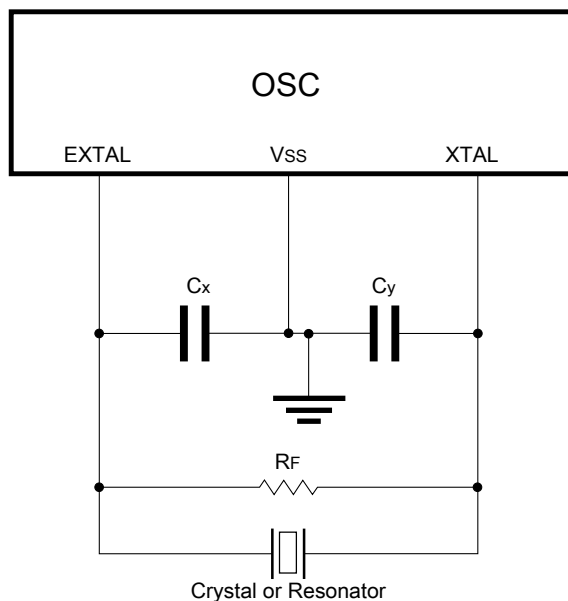 OSC
EXTAL
VSS
XTAL
Cx
Cy
RF
Crystal or Resonator